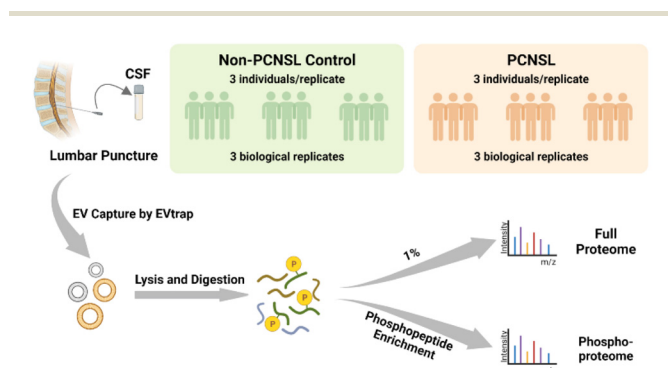 CSF
Lumbar Puncture
Non-PCNSL Control
3 individuals/replicate
3 biological replicates
PCNSL
3 individuals/replicate
3 biological replicates
EV Capture by EVtrap
Lysis and Digestion
P
P
P
1%
Phosphopeptide
Enrichment
Intensity
m/z
Full
Proteome
Intensity
Phospho-
proteome